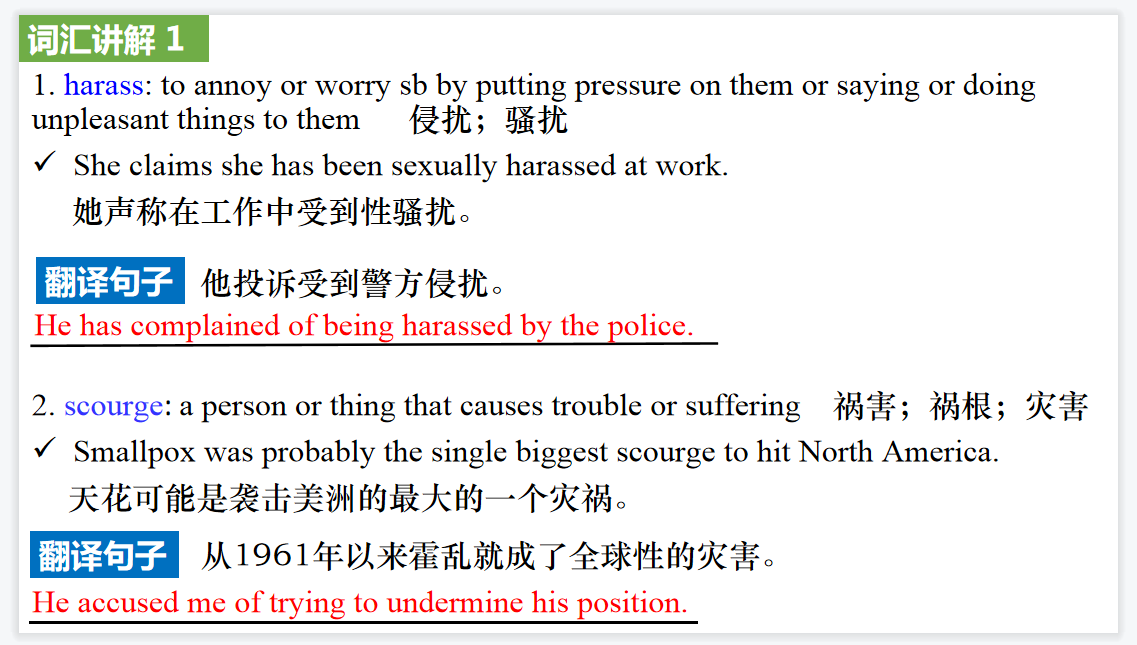 词汇讲解 1
1. harass: to annoy or worry sb by putting pressure on them or saying or doing
unpleasant things to them 侵扰；骚扰
✓ She claims she has been sexually harassed at work.
她声称在工作中受到性骚扰。
翻译句子 他投诉受到警方侵扰。
He has complained of being harassed by the police.
2. scourge: a person or thing that causes trouble or suffering 祸害；祸根；灾害
✓ Smallpox was probably the single biggest scourge to hit North America.
天花可能是袭击美洲的最大的一个灾祸。
翻译句子 从1961年以来霍乱就成了全球性的灾害。
He accused me of trying to undermine his position.